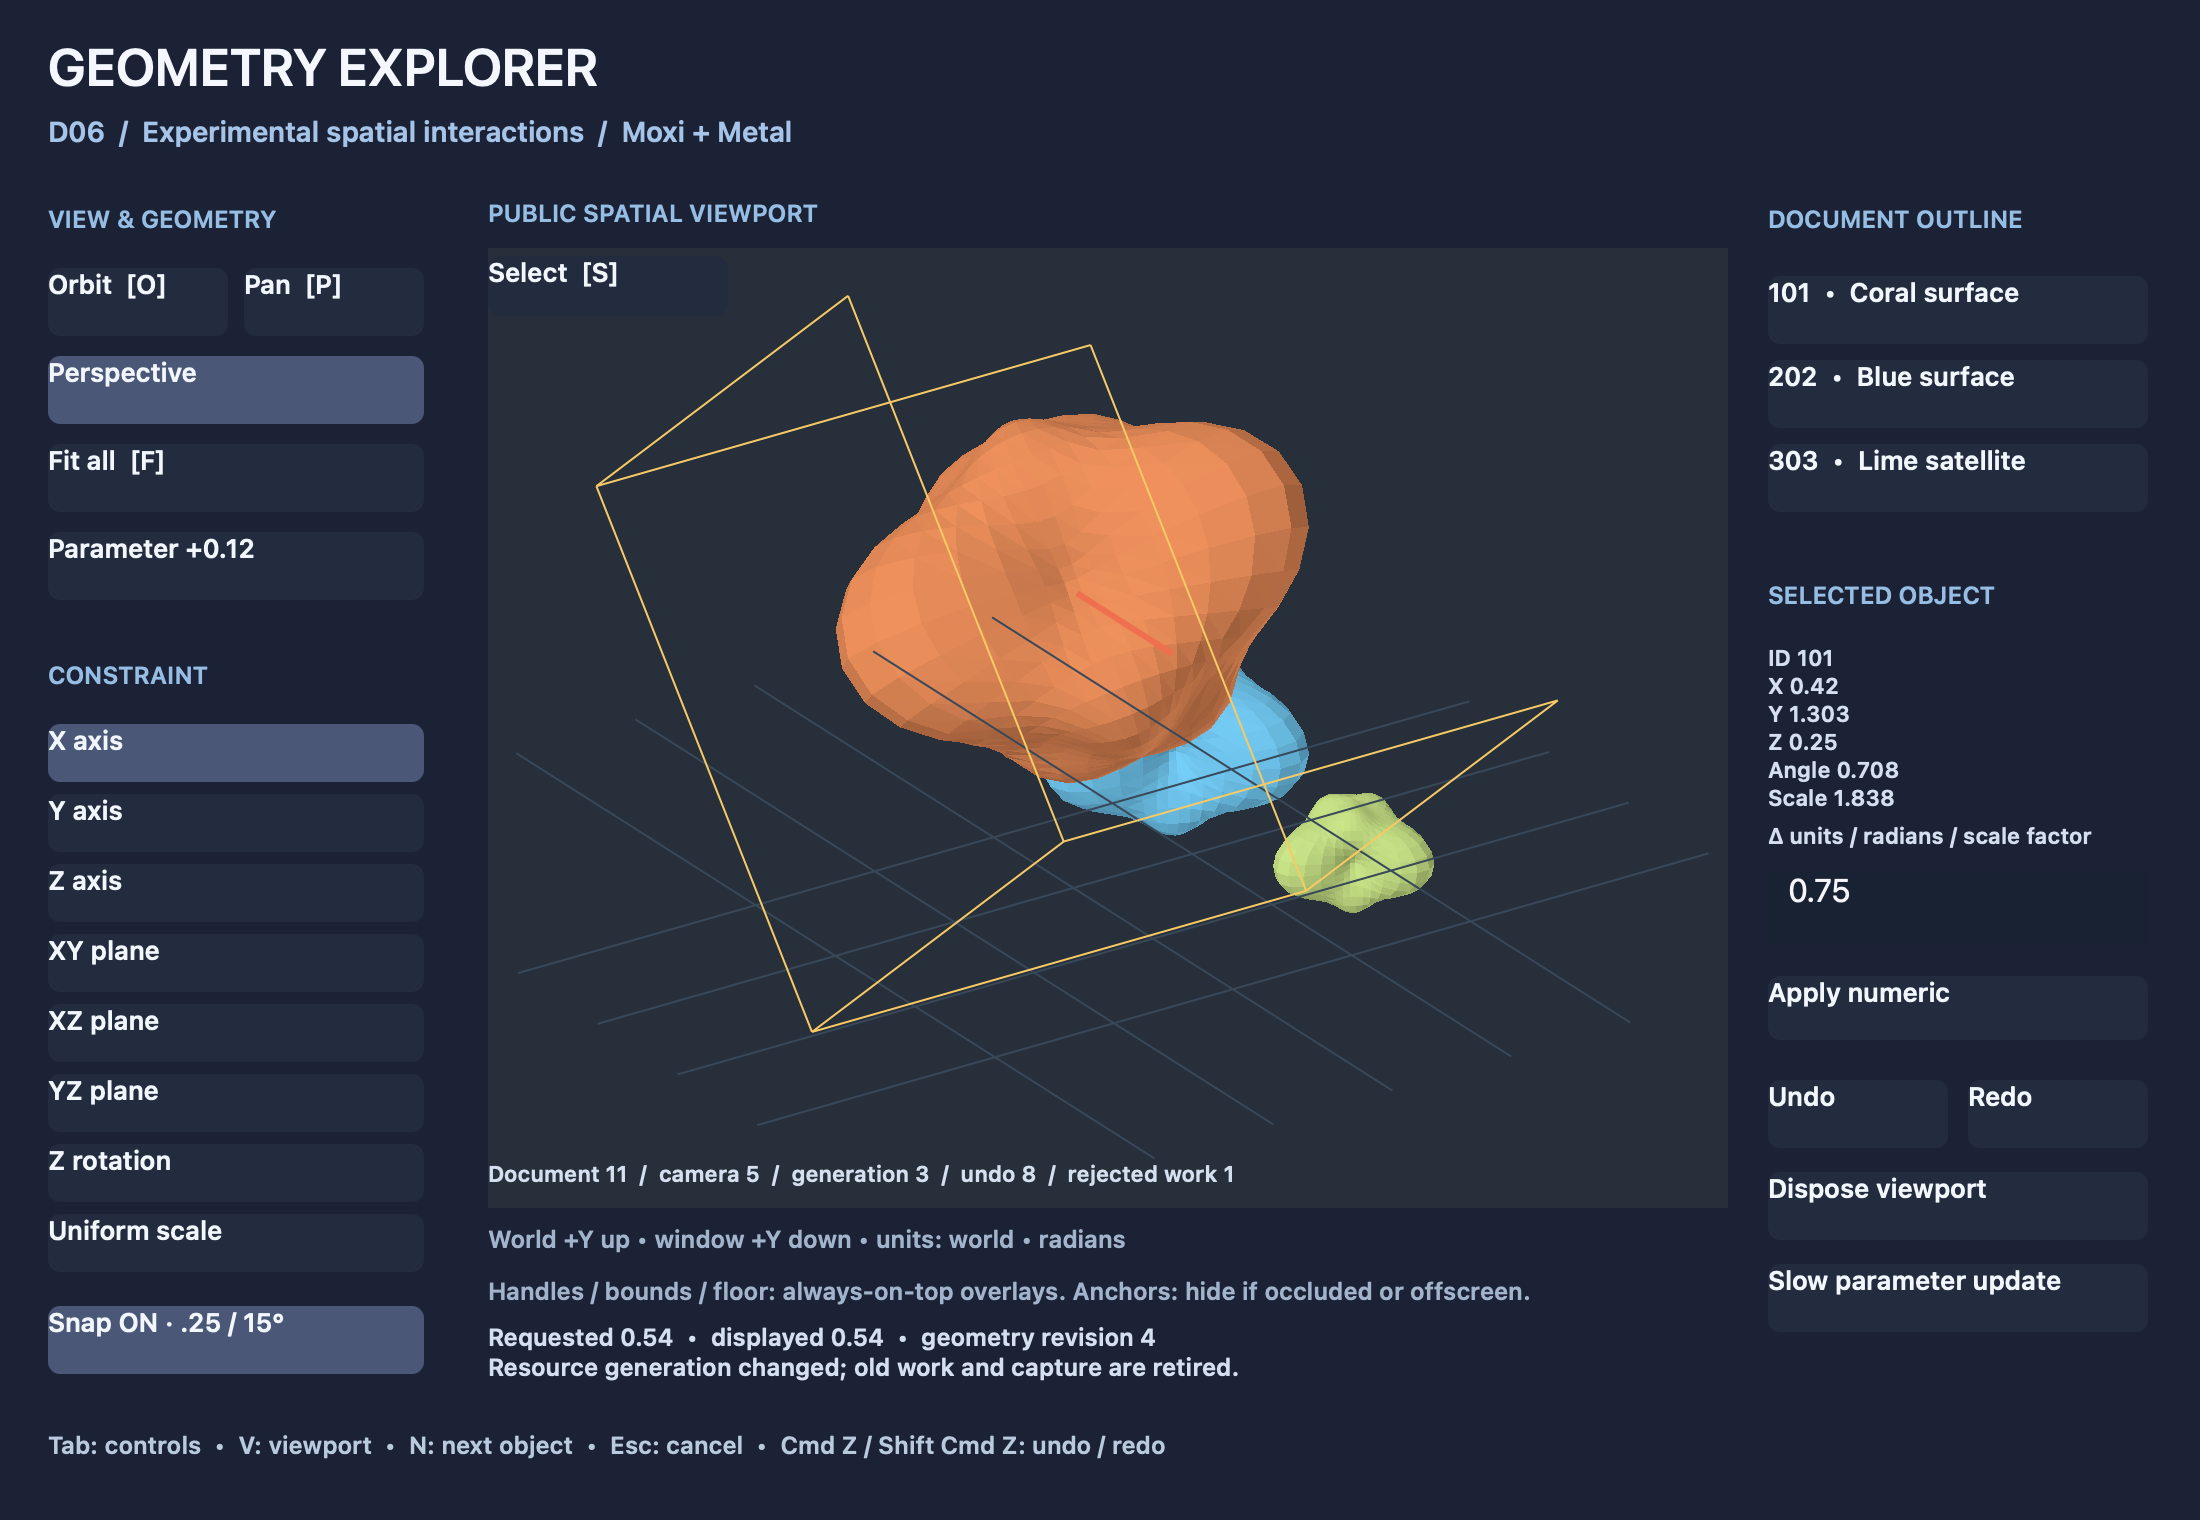 GEOMETRY EXPLORER
D06 / Experimental spatial interactions / Moxi + Metal
VIEW & GEOMETRY
Orbit [O]
Pan [P]
Perspective
Fit all [F]
Parameter +0.12
CONSTRAINT
X axis
Y axis
Z axis
XY plane
XZ plane
YZ plane
Z rotation
Uniform scale
Snap ON · .25 / 15°
PUBLIC SPATIAL VIEWPORT
Select [S]
Document 11 / camera 5 / generation 3 / undo 8 / rejected work 1
World +Y up • window +Y down • units: world • radians
Handles / bounds / floor: always-on-top overlays. Anchors: hide if occluded or offscreen.
Requested 0.54 • displayed 0.54 • geometry revision 4
Resource generation changed; old work and capture are retired.
DOCUMENT OUTLINE
101 • Coral surface
202 • Blue surface
303 • Lime satellite
SELECTED OBJECT
ID 101
X 0.42
Y 1.303
Z 0.25
Angle 0.708
Scale 1.838
Δ units / radians / scale factor
0.75
Apply numeric
Undo
Redo
Dispose viewport
Slow parameter update
Tab: controls • V: viewport • N: next object • Esc: cancel • Cmd Z / Shift Cmd Z: undo / redo